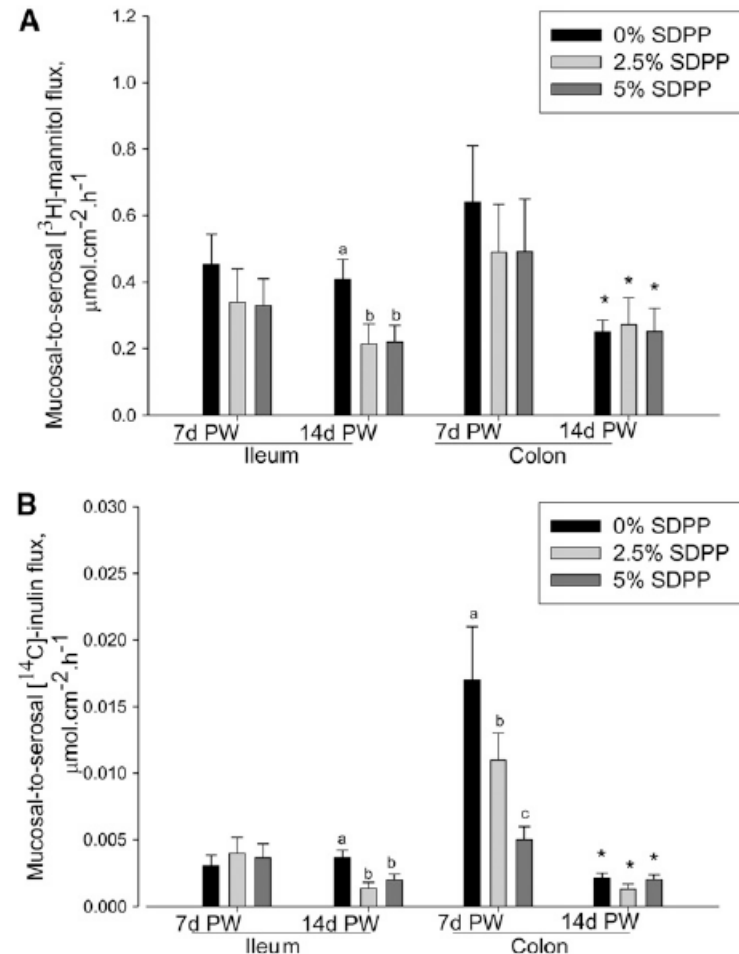 A
1.2
1.0
0.8
0.6
0.4
0.2
0.0
Mucosal-to-serosal [³H]-mannitol flux,
µmol.cm⁻².h⁻¹
0% SDPP
2.5% SDPP
5% SDPP
a
b b
* * *
7d PW 14d PW 7d PW 14d PW
Ileum Colon
B
0.030
0.025
0.020
0.015
0.010
0.005
0.000
Mucosal-to-serosal [¹⁴C]-inulin flux,
µmol.cm⁻².h⁻¹
0% SDPP
2.5% SDPP
5% SDPP
a
b
c
a
b b
* * *
7d PW 14d PW 7d PW 14d PW
Ileum Colon